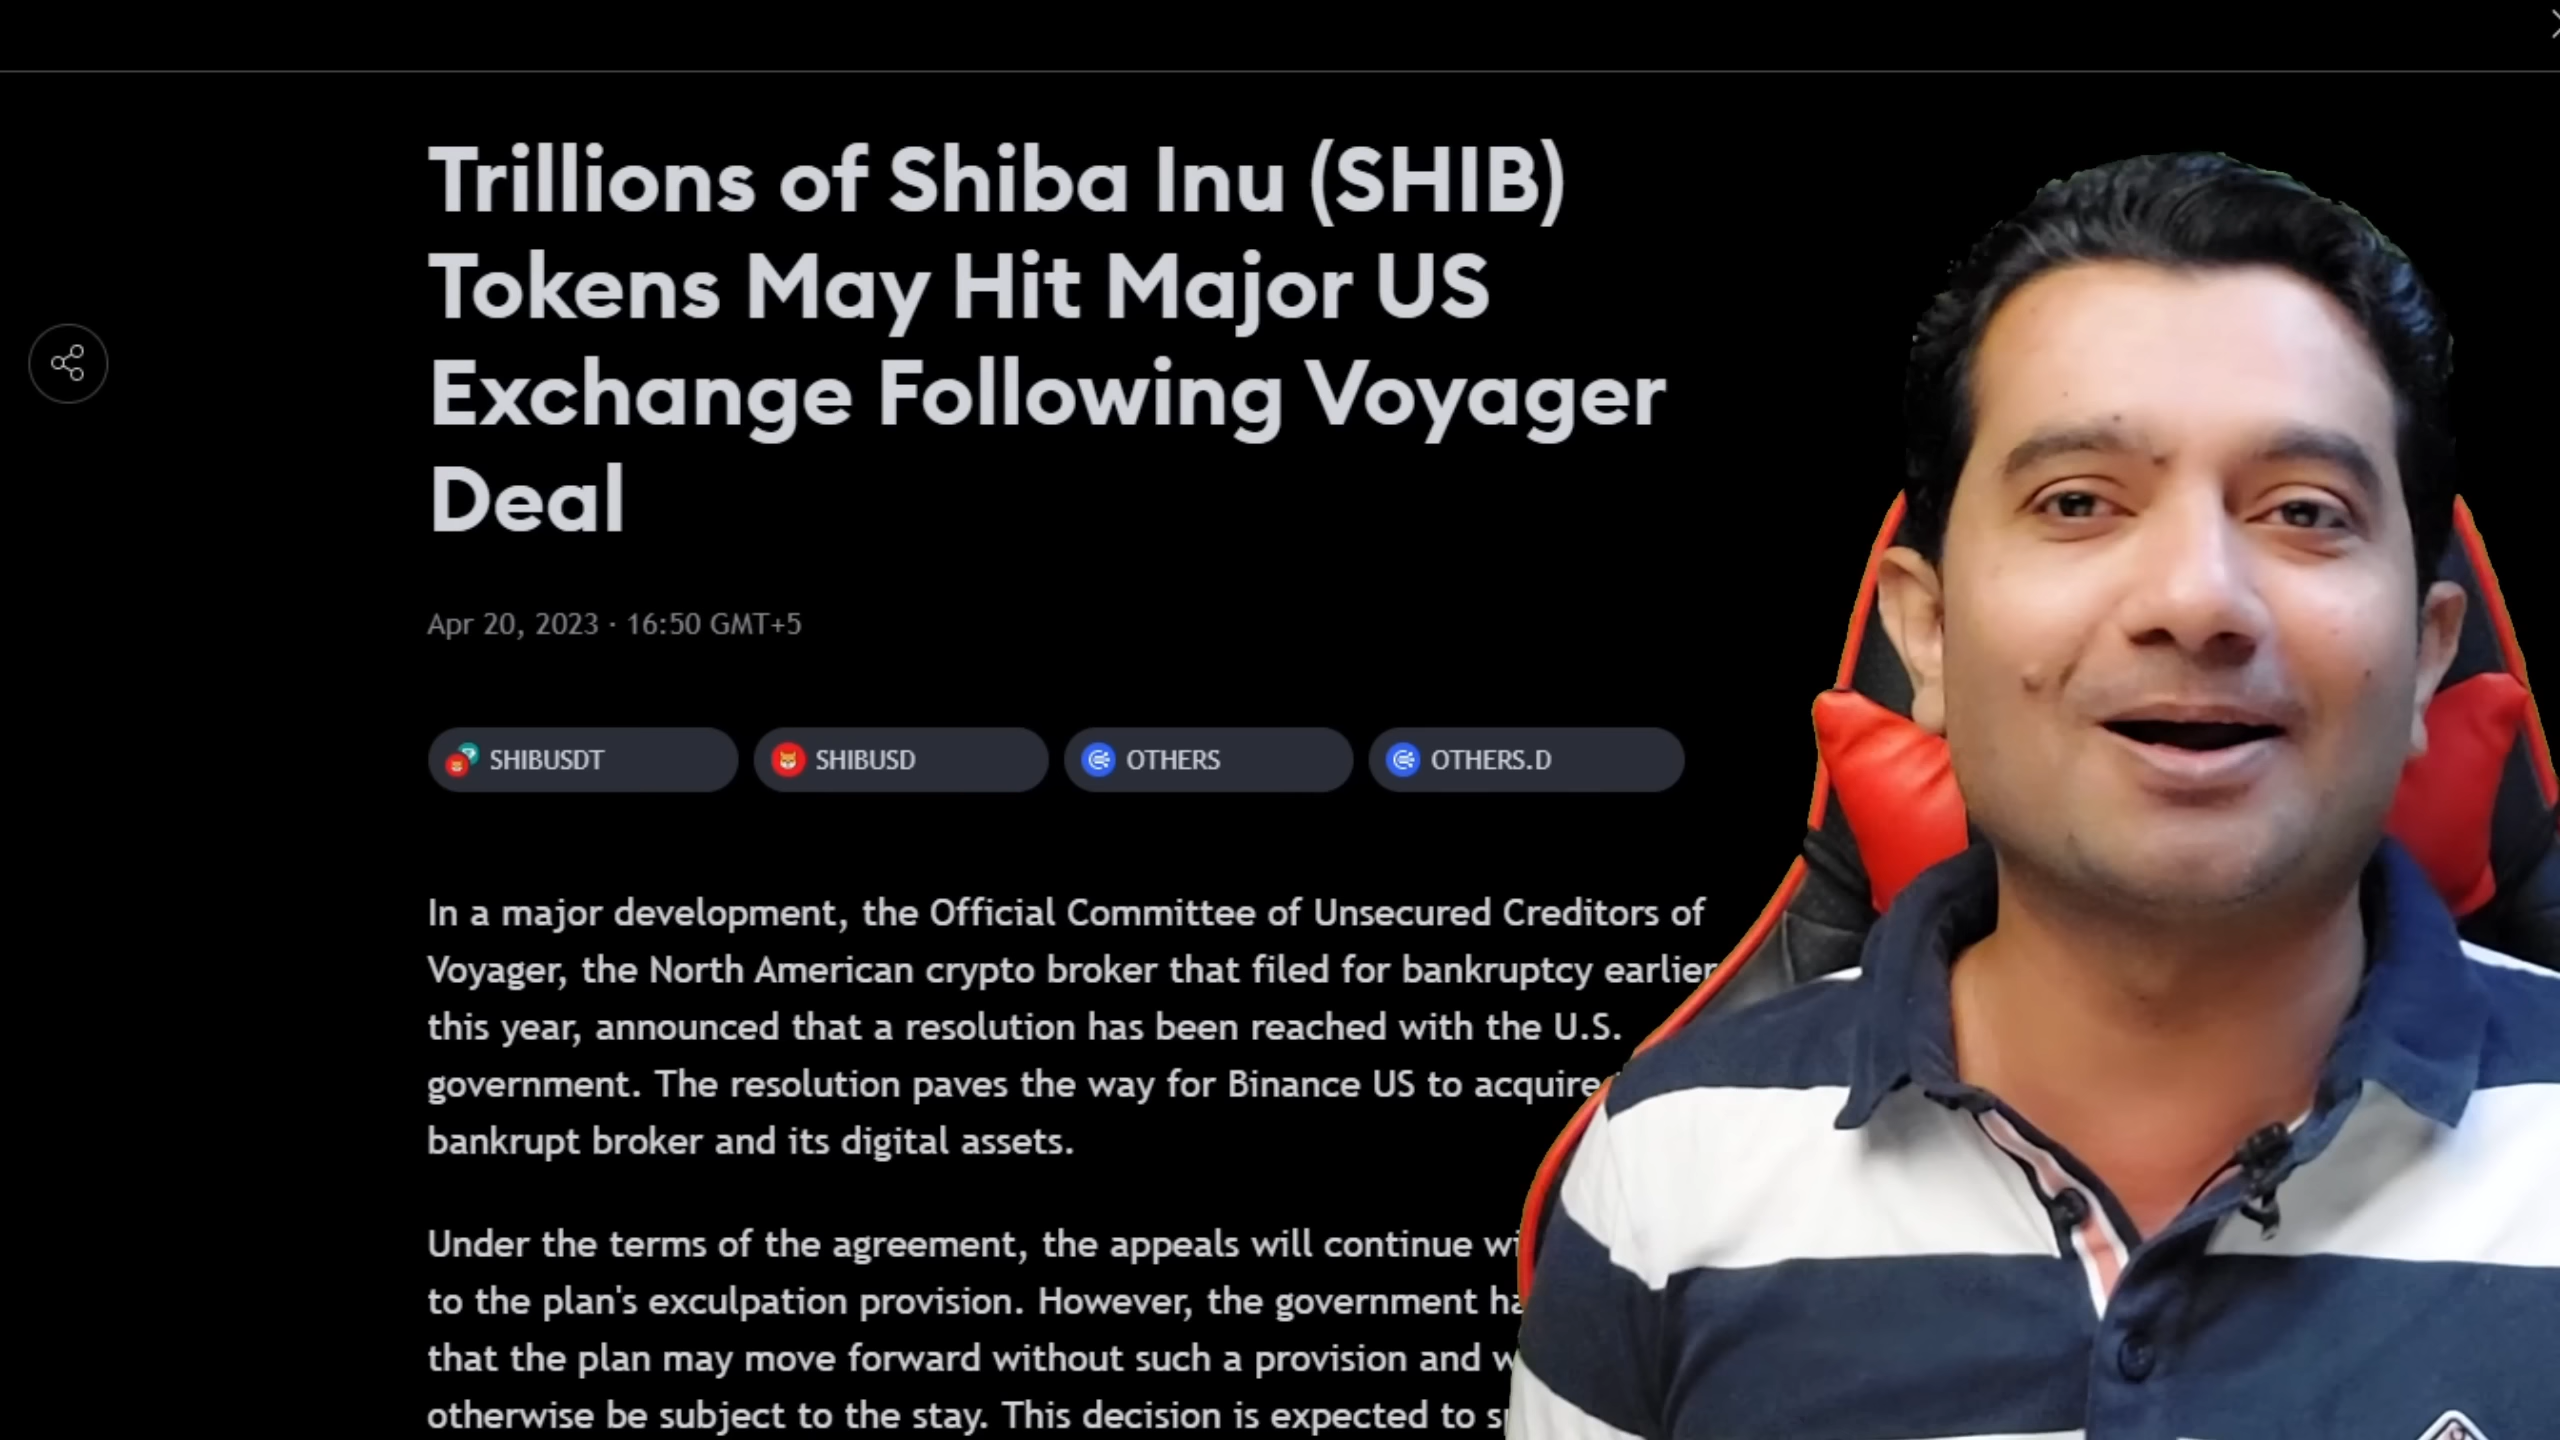 Trillions of Shiba Inu (SHIB)
Tokens May Hit Major US
Exchange Following Voyager
Deal
Apr 20, 2023 · 16:50 GMT+5
SHIBUSDT
SHIBUSD
OTHERS
OTHERS.D
In a major development, the Official Committee of Unsecured Creditors of
Voyager, the North American crypto broker that filed for bankruptcy earlier
this year, announced that a resolution has been reached with the U.S.
government. The resolution paves the way for Binance US to acquire
bankrupt broker and its digital assets.
Under the terms of the agreement, the appeals will continue
to the plan's exculpation provision. However, the government
that the plan may move forward without such a provision and
otherwise be subject to the stay. This decision is expected to